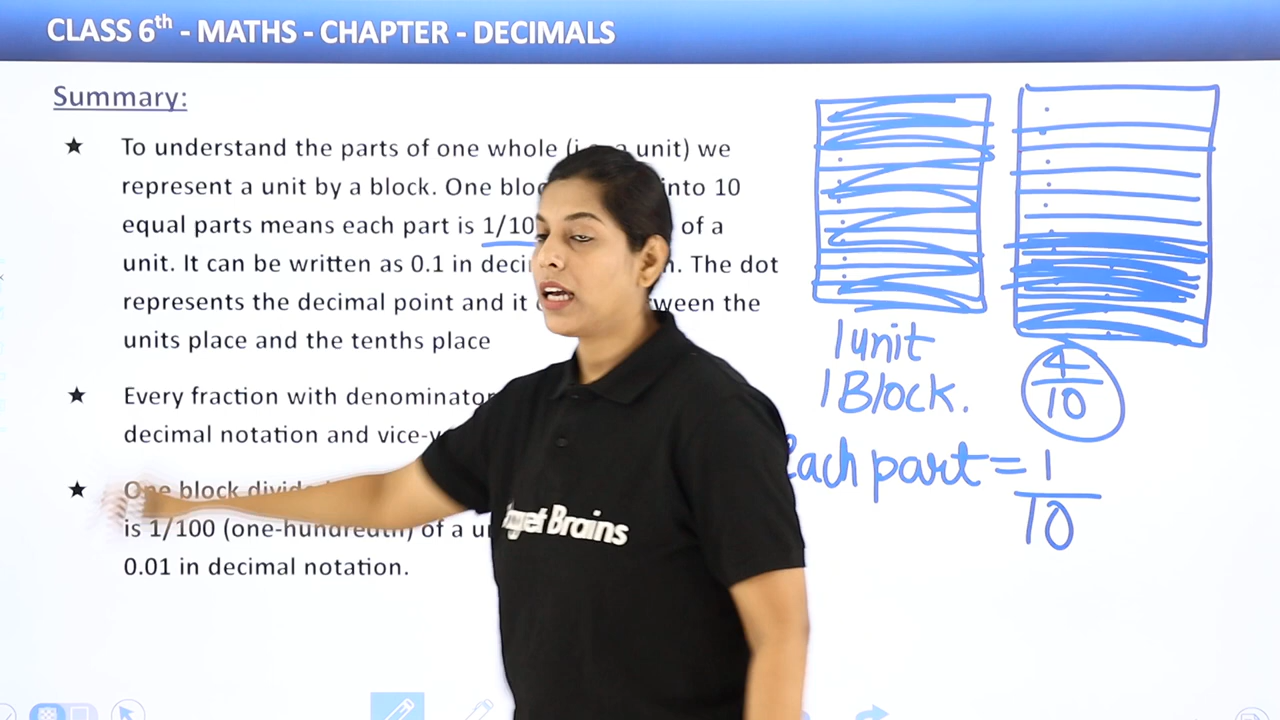 CLASS 6th - MATHS - CHAPTER - DECIMALS
Summary:
★ To understand the parts of one whole (i.e. a unit) we
represent a unit by a block. One into 10
equal parts means each part is 1/10 of a
unit. It can be written as 0.1 in The dot
represents the decimal point and it the
units place and the tenths place
★ Every fraction with denominator
decimal notation and
★ One block
is 1/100 (one-hundredth) of a
0.01 in decimal notation.
1 unit
1 Block.
4/10
Each part = 1/10
Brains